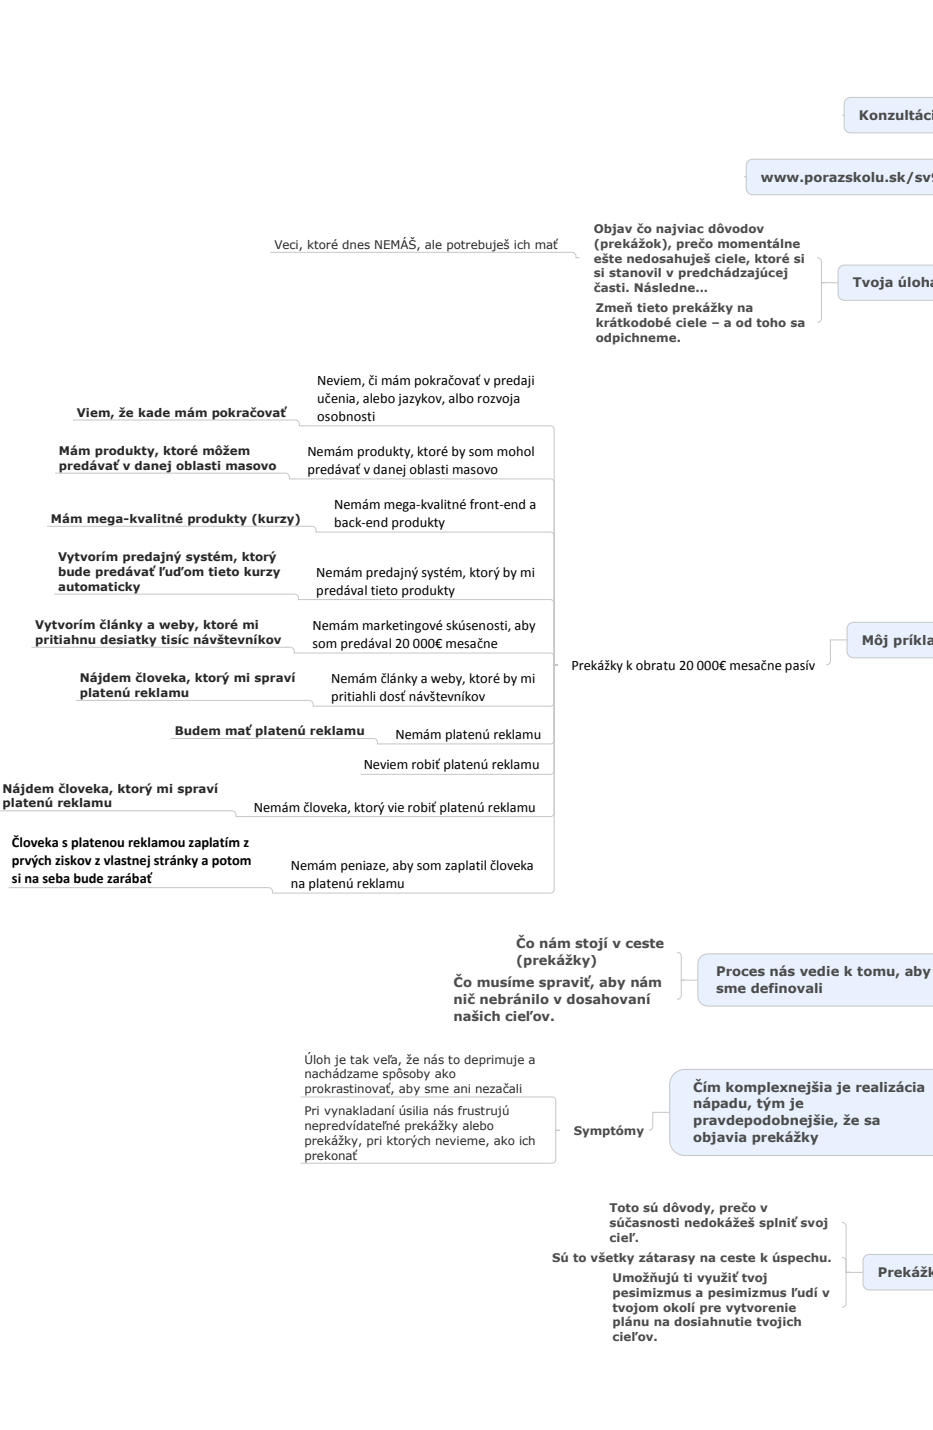 Konzultáci
www.porazskolu.sk/sv9
Veci, ktoré dnes NEMÁŠ, ale potrebuješ ich mať
Objav čo najviac dôvodov
(prekážok), prečo momentálne
ešte nedosahuješ ciele, ktoré si
si stanovil v predchádzajúcej
časti. Následne...
Zmeň tieto prekážky na
krátkodobé ciele – a od toho sa
odpichneme.
Tvoja úloha
Viem, že kade mám pokračovať
Neviem, či mám pokračovať v predaji
učenia, alebo jazykov, albo rozvoja
osobnosti
Mám produkty, ktoré môžem
predávať v danej oblasti masovo
Nemám produkty, ktoré by som mohol
predávať v danej oblasti masovo
Mám mega-kvalitné produkty (kurzy)
Nemám mega-kvalitné front-end a
back-end produkty
Vytvorím predajný systém, ktorý
bude predávať ľuďom tieto kurzy
automaticky
Nemám predajný systém, ktorý by mi
predával tieto produkty
Vytvorím články a weby, ktoré mi
pritiahnu desiatky tisíc návštevníkov
Nemám marketingové skúsenosti, aby
som predával 20 000€ mesačne
Nájdem človeka, ktorý mi spraví
platenú reklamu
Nemám články a weby, ktoré by mi
pritiahli dosť návštevníkov
Budem mať platenú reklamu
Nemám platenú reklamu
Neviem robiť platenú reklamu
Nájdem človeka, ktorý mi spraví
platenú reklamu
Nemám človeka, ktorý vie robiť platenú reklamu
Človeka s platenou reklamou zaplatím z
prvých ziskov z vlastnej stránky a potom
si na seba bude zarábať
Nemám peniaze, aby som zaplatil človeka
na platenú reklamu
Prekážky k obratu 20 000€ mesačne pasív
Môj príkla
Čo nám stojí v ceste
(prekážky)
Čo musíme spraviť, aby nám
nič nebránilo v dosahovaní
našich cieľov.
Proces nás vedie k tomu, aby
sme definovali
Úloh je tak veľa, že nás to deprimuje a
nachádzame spôsoby ako
prokrastinovať, aby sme ani nezačali
Pri vynakladaní úsilia nás frustrujú
nepredvídateľné prekážky alebo
prekážky, pri ktorých nevieme, ako ich
prekonať
Symptómy
Čím komplexnejšia je realizácia
nápadu, tým je
pravdepodobnejšie, že sa
objavia prekážky
Toto sú dôvody, prečo v
súčasnosti nedokážeš splniť svoj
cieľ.
Sú to všetky zátarasy na ceste k úspechu.
Umožňujú ti využiť tvoj
pesimizmus a pesimizmus ľudí v
tvojom okolí pre vytvorenie
plánu na dosiahnutie tvojich
cieľov.
Prekážk